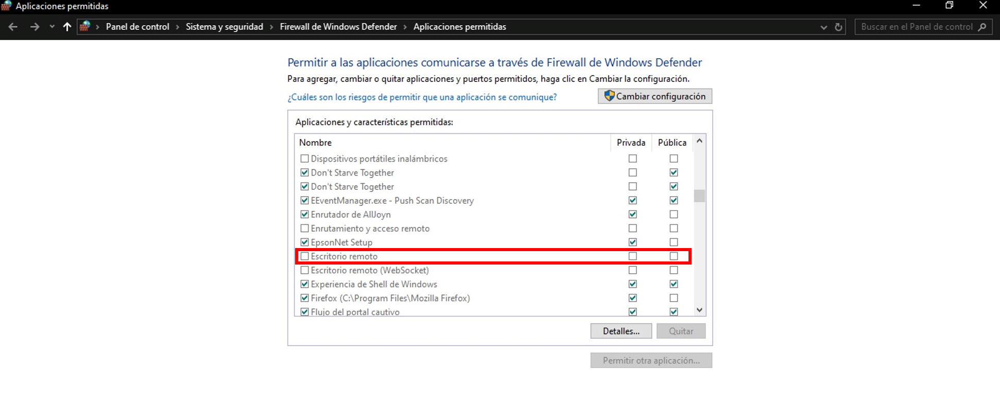 Aplicaciones permitidas
Panel de control › Sistema y seguridad › Firewall de Windows Defender › Aplicaciones permitidas
Buscar en el Panel de control
Permitir a las aplicaciones comunicarse a través de Firewall de Windows Defender
Para agregar, cambiar o quitar aplicaciones y puertos permitidos, haga clic en Cambiar la configuración.
¿Cuáles son los riesgos de permitir que una aplicación se comunique?
Cambiar configuración
Aplicaciones y características permitidas:
Nombre Privada Pública
Dispositivos portátiles inalámbricos
Don't Starve Together
Don't Starve Together
EEventManager.exe - Push Scan Discovery
Enrutador de AllJoyn
Enrutamiento y acceso remoto
EpsonNet Setup
Escritorio remoto
Escritorio remoto (WebSocket)
Experiencia de Shell de Windows
Firefox (C:\Program Files\Mozilla Firefox)
Flujo del portal cautivo
Detalles... Quitar
Permitir otra aplicación...